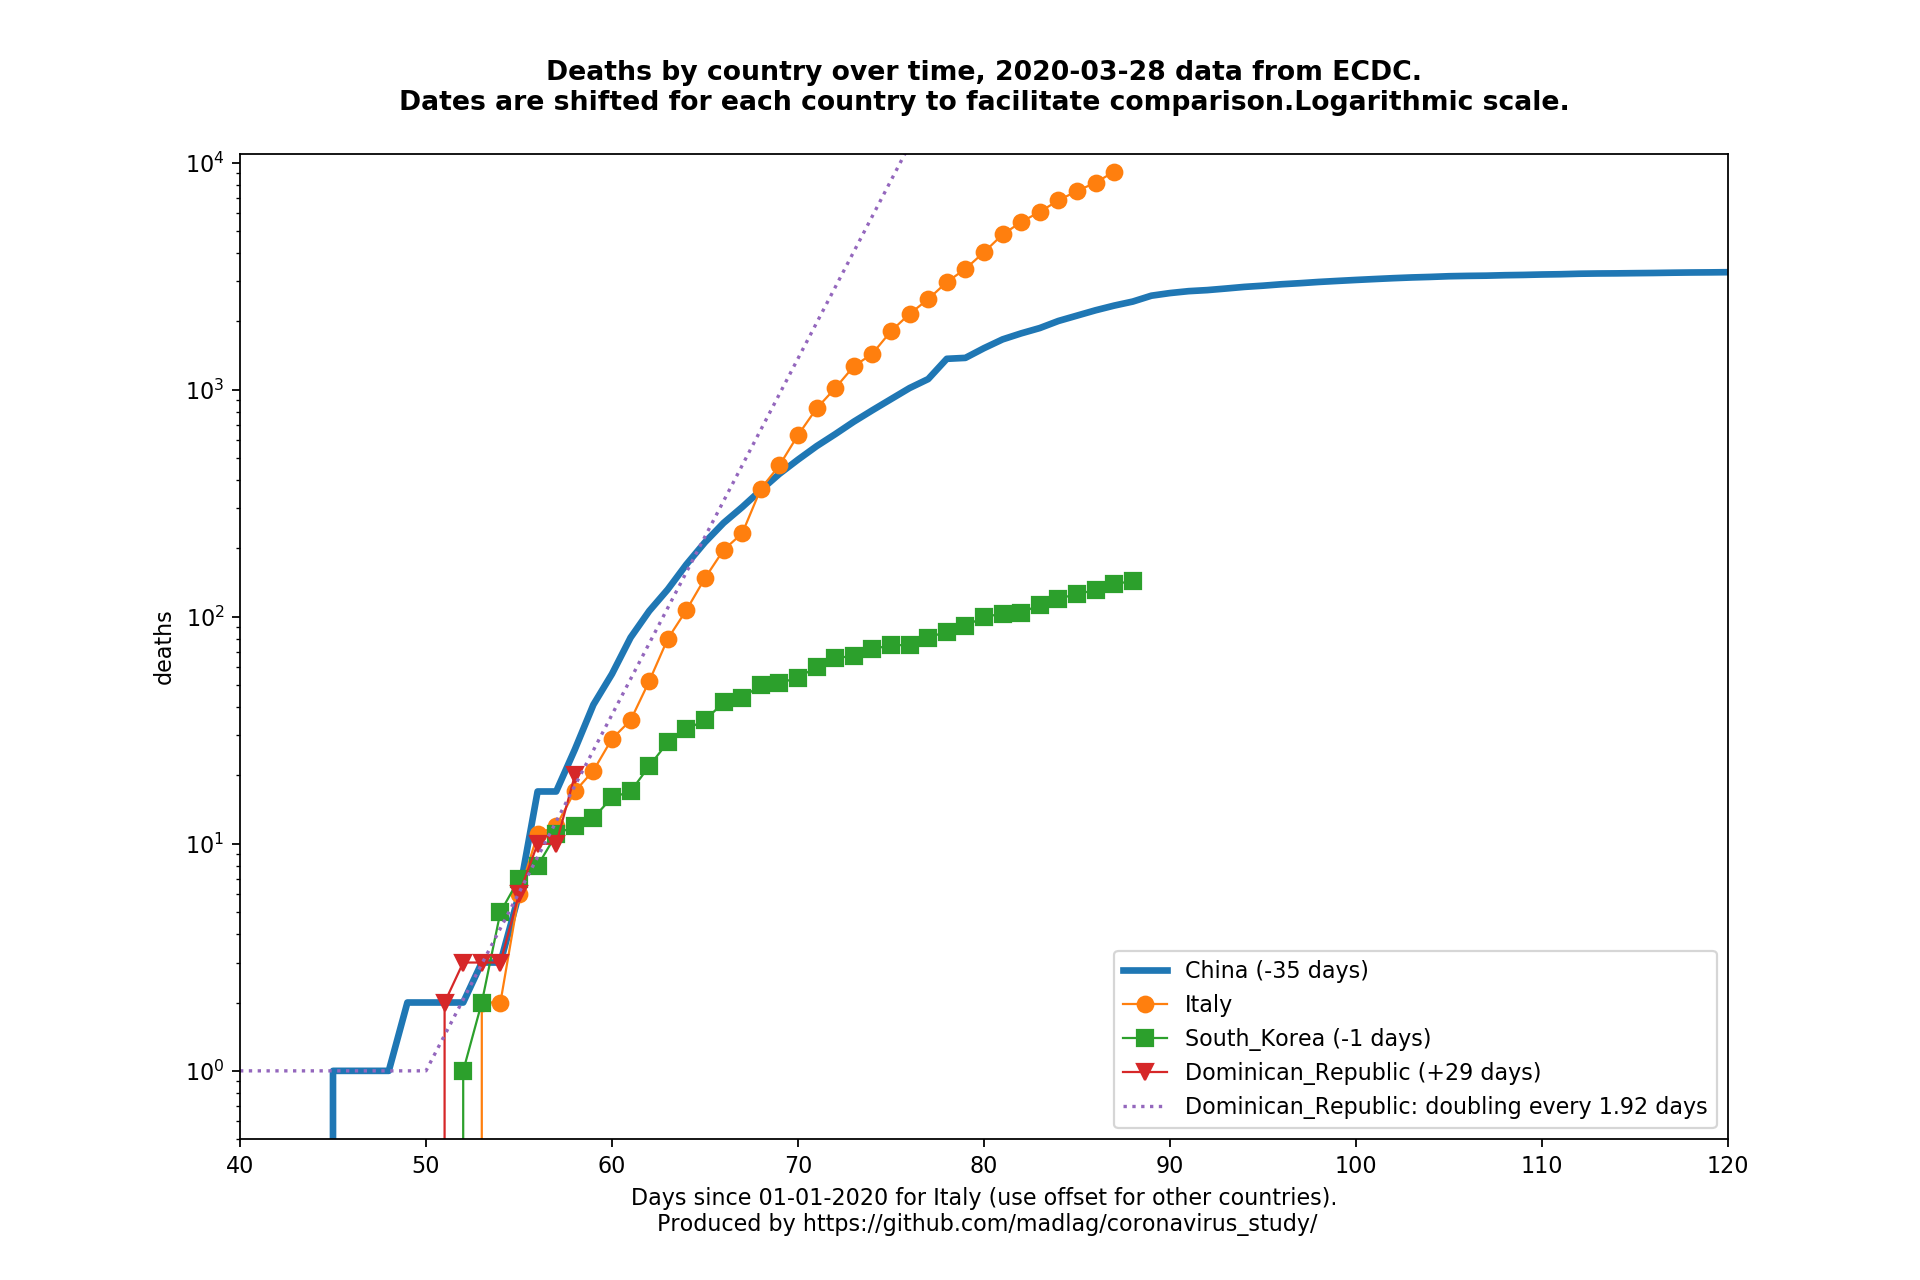 Deaths by country over time, 2020-03-28 data from ECDC.
Dates are shifted for each country to facilitate comparison.Logarithmic scale.
10⁴
10³
10²
10¹
10⁰
deaths
China (-35 days)
Italy
South_Korea (-1 days)
Dominican_Republic (+29 days)
Dominican_Republic: doubling every 1.92 days
40 50 60 70 80 90 100 110 120
Days since 01-01-2020 for Italy (use offset for other countries).
Produced by https://github.com/madlag/coronavirus_study/